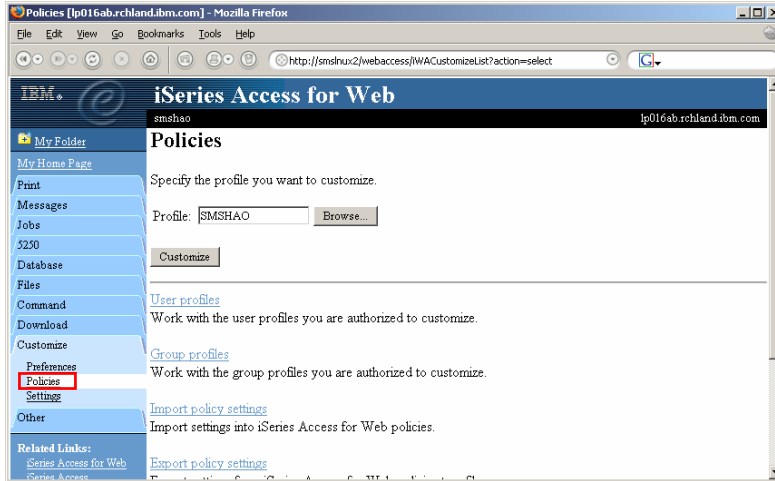 Policies [lp016ab.rchland.ibm.com] - Mozilla Firefox
File Edit View Go Bookmarks Tools Help
http://smslnux2/webaccess/iWACustomizeList?action=select
G
IBM.
iSeries Access for Web
smshao lp016ab.rchland.ibm.com
My Folder
My Home Page
Print
Messages
Jobs
5250
Database
Files
Command
Download
Customize
Preferences
Policies
Settings
Other
Related Links:
iSeries Access for Web
iSeries Access
Policies
Specify the profile you want to customize.
Profile: SMSHAO Browse...
Customize
User profiles
Work with the user profiles you are authorized to customize.
Group profiles
Work with the group profiles you are authorized to customize.
Import policy settings
Import settings into iSeries Access for Web policies.
Export policy settings